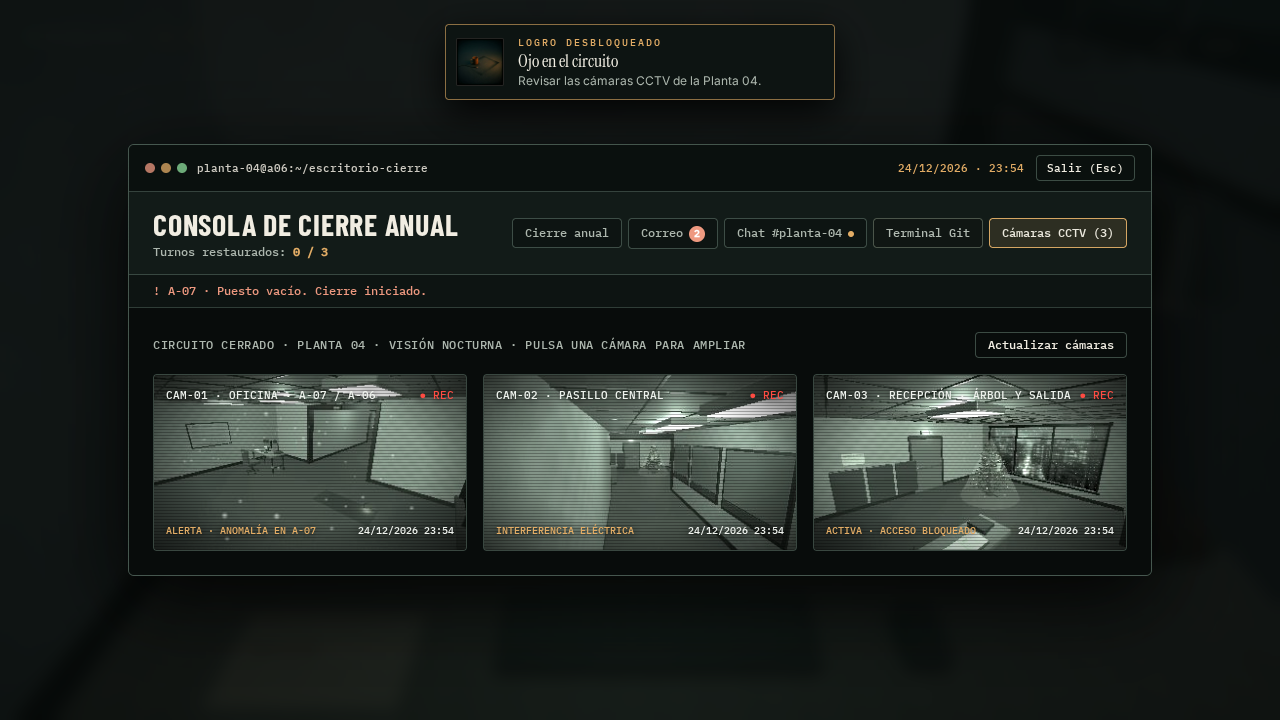 LOGRO DESBLOQUEADO
Ojo en el circuito
Revisar las cámaras CCTV de la Planta 04.
planta-04@a06:~/escritorio-cierre
24/12/2026 · 23:54
Salir (Esc)
CONSOLA DE CIERRE ANUAL
Turnos restaurados: 0 / 3
Cierre anual
Correo 2
Chat #planta-04
Terminal Git
Cámaras CCTV (3)
! A-07 · Puesto vacío. Cierre iniciado.
CIRCUITO CERRADO · PLANTA 04 · VISIÓN NOCTURNA · PULSA UNA CÁMARA PARA AMPLIAR
Actualizar cámaras
CAM-01 · OFICINA · A-07 / A-06
● REC
ALERTA · ANOMALÍA EN A-07
24/12/2026 23:54
CAM-02 · PASILLO CENTRAL
● REC
INTERFERENCIA ELÉCTRICA
24/12/2026 23:54
CAM-03 · RECEPCIÓN · ÁRBOL Y SALIDA
● REC
ACTIVA · ACCESO BLOQUEADO
24/12/2026 23:54